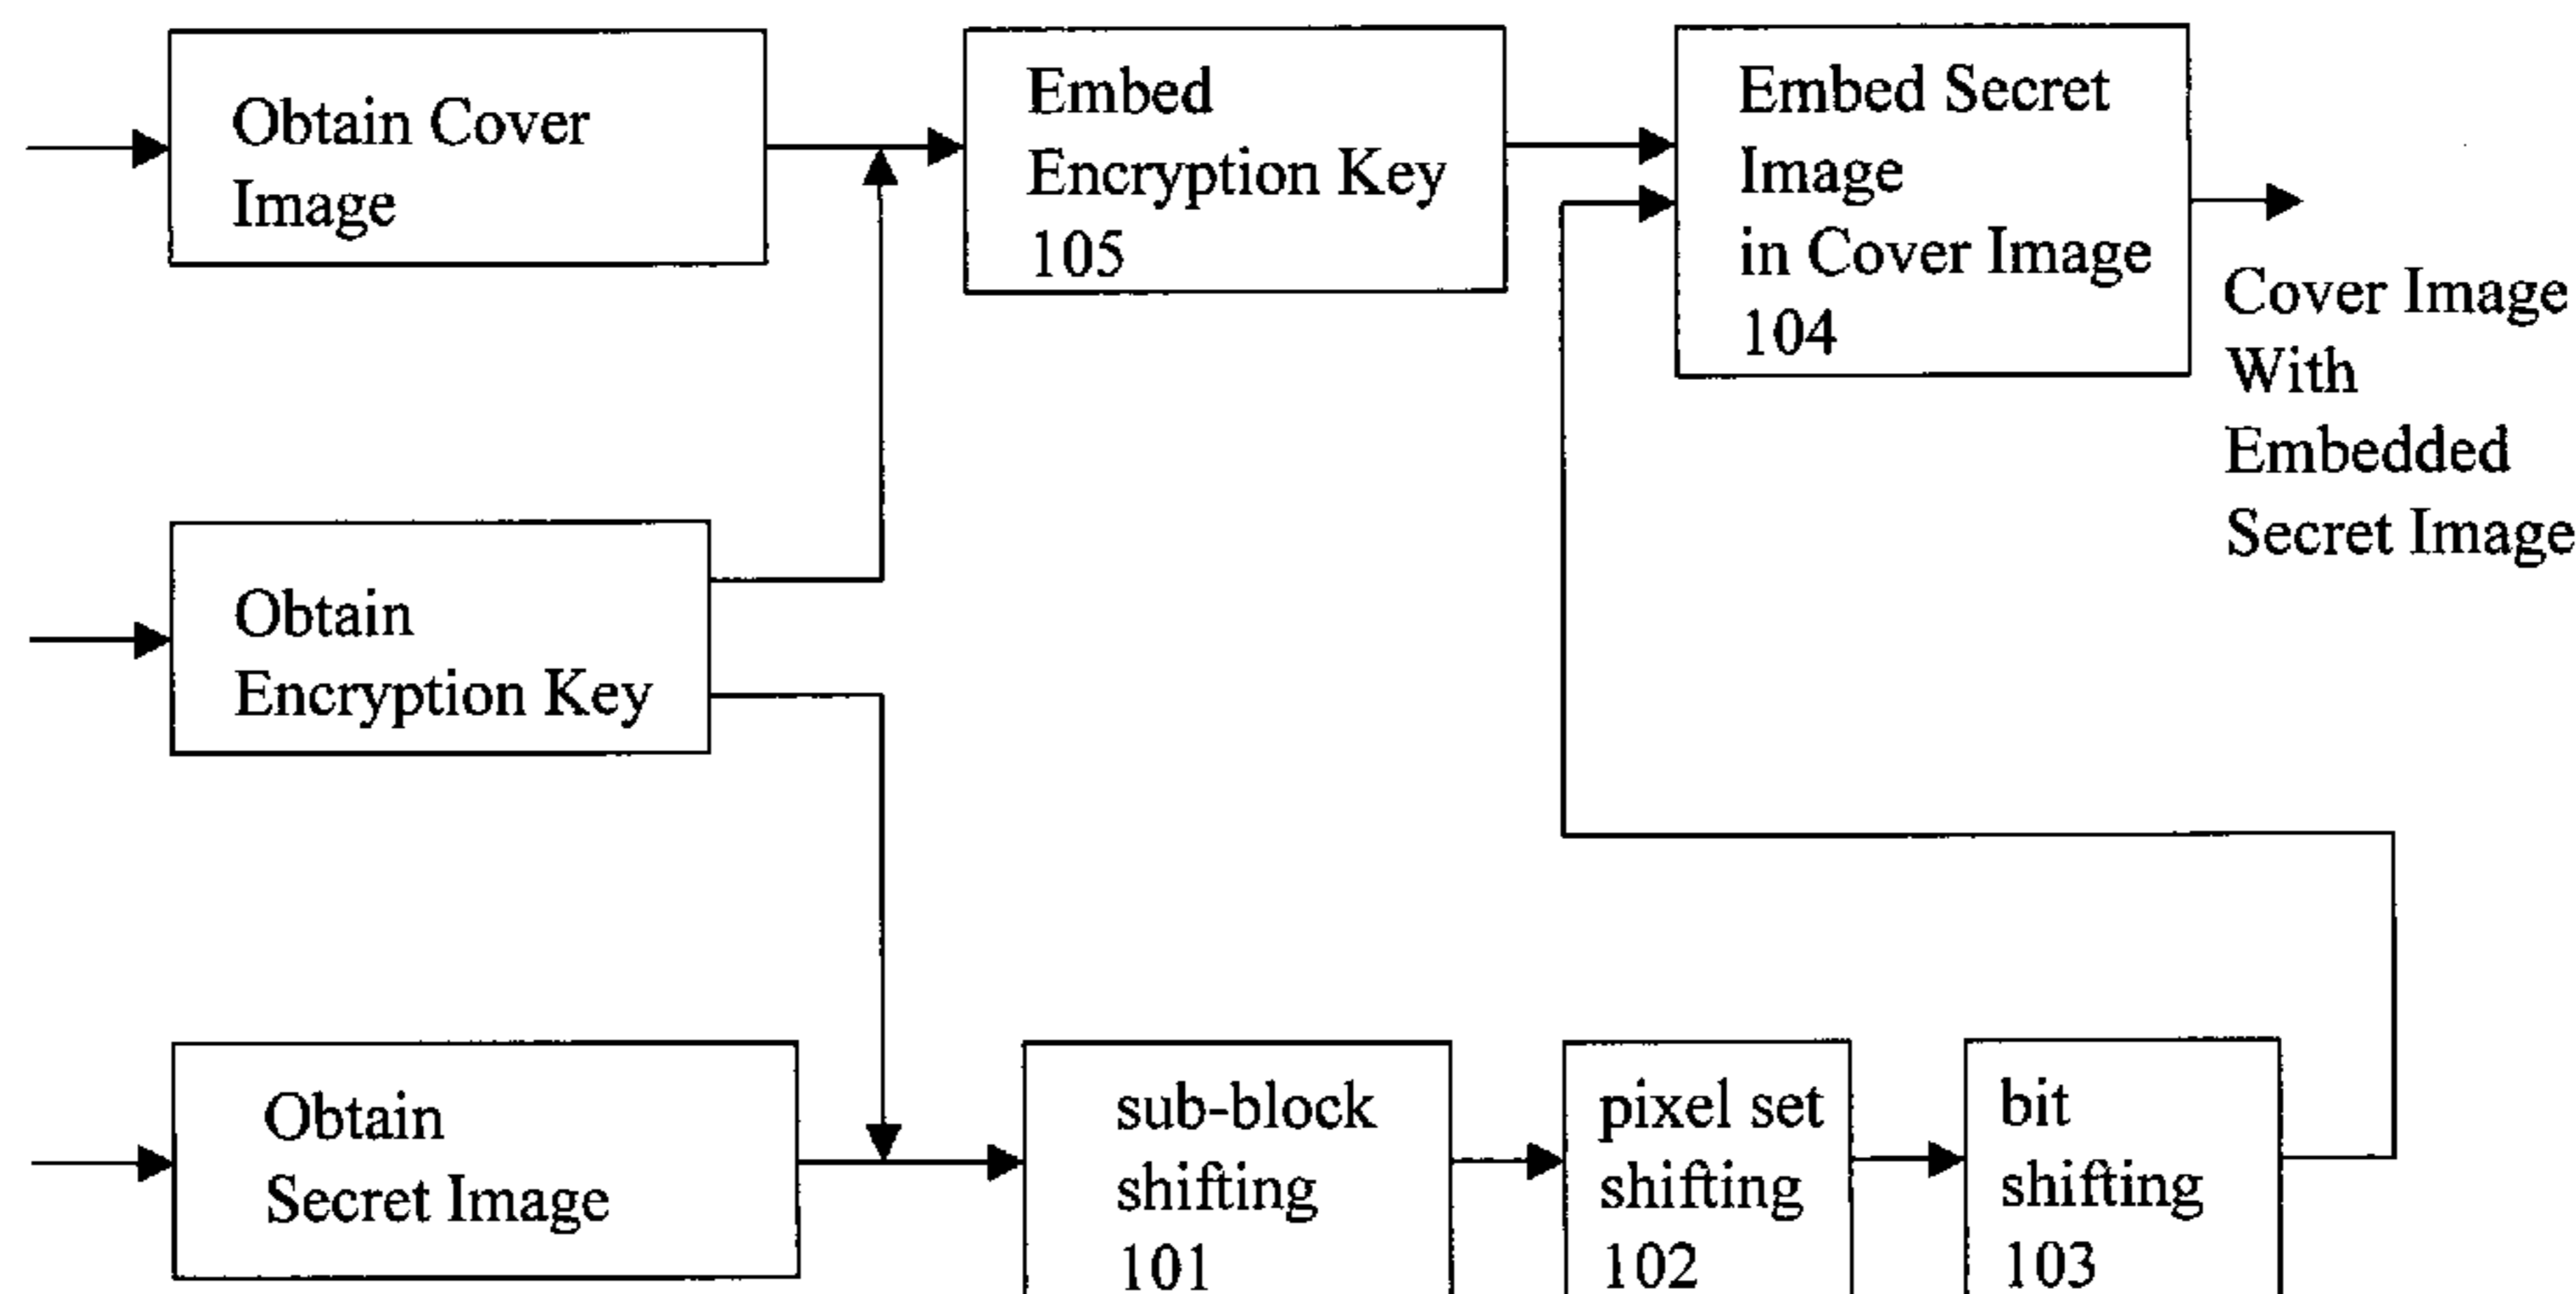 Obtain Cover
Image
Embed
Encryption Key
105
Embed Secret
Image
in Cover Image
104
Cover Image
With
Embedded
Secret Image
Obtain
Encryption Key
Obtain
Secret Image
sub-block
shifting
101
pixel set
shifting
102
bit
shifting
103